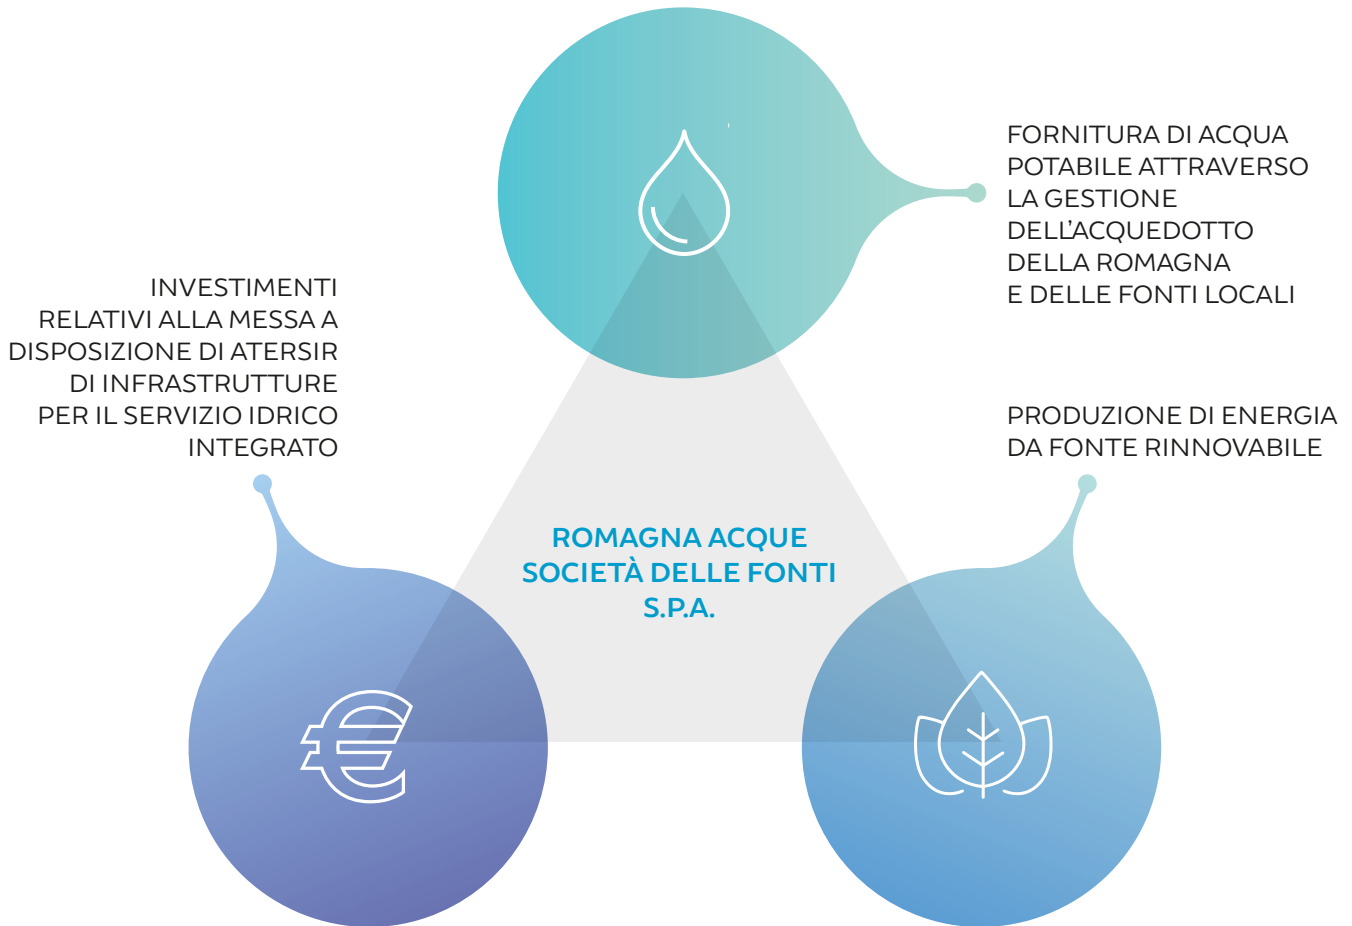 FORNITURA DI ACQUA
POTABILE ATTRAVERSO
LA GESTIONE
DELL'ACQUEDOTTO
DELLA ROMAGNA
E DELLE FONTI LOCALI
INVESTIMENTI
RELATIVI ALLA MESSA A
DISPOSIZIONE DI ATERSIR
DI INFRASTRUTTURE
PER IL SERVIZIO IDRICO
INTEGRATO
PRODUZIONE DI ENERGIA
DA FONTE RINNOVABILE
ROMAGNA ACQUE
SOCIETÀ DELLE FONTI
S.P.A.
€